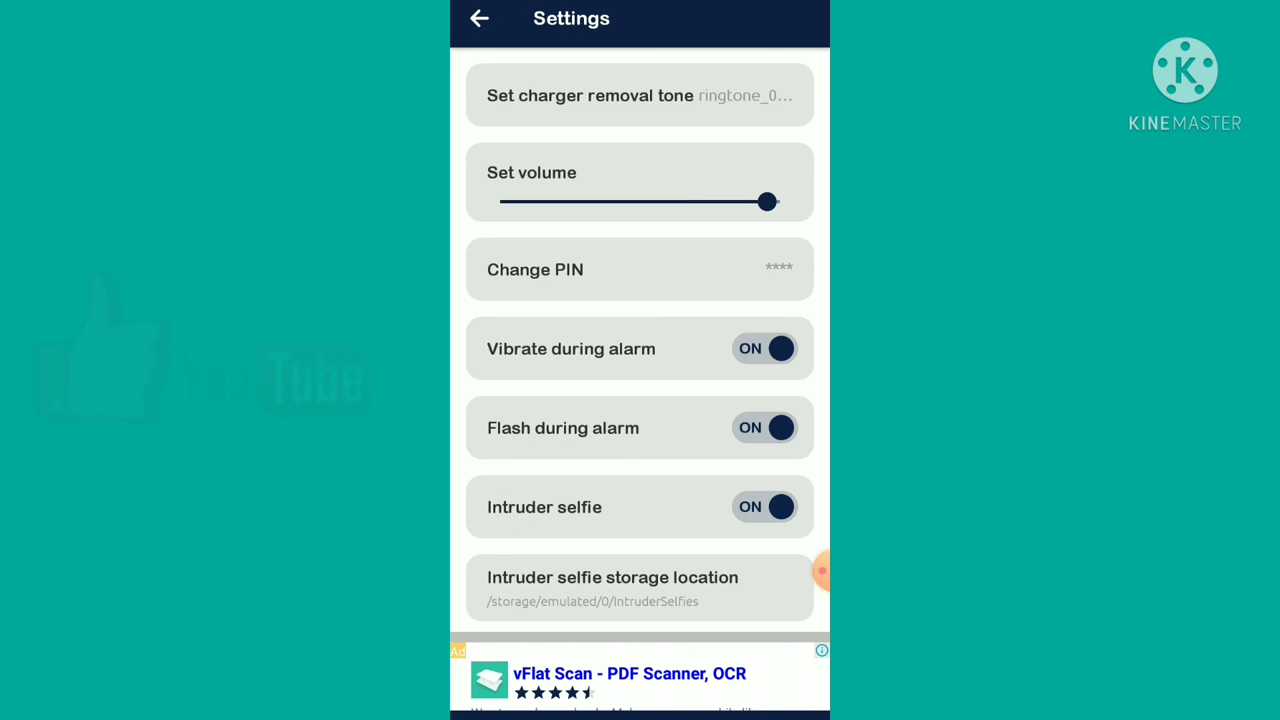 Settings
KINEMASTER
Set charger removal tone ringtone_0...
Set volume
Change PIN ****
Vibrate during alarm ON
Flash during alarm ON
Intruder selfie ON
YouTube
Intruder selfie storage location
/storage/emulated/0/IntruderSelfies
Ad
vFlat Scan - PDF Scanner, OCR